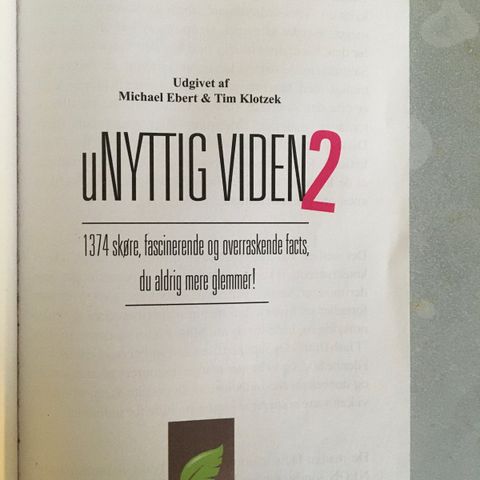 Udgivet af
Michael Ebert & Tim Klotzek
uNYTTIG VIDEN2
1374 skøre, fascinerende og overraskende facts,
du aldrig mere glemmer!